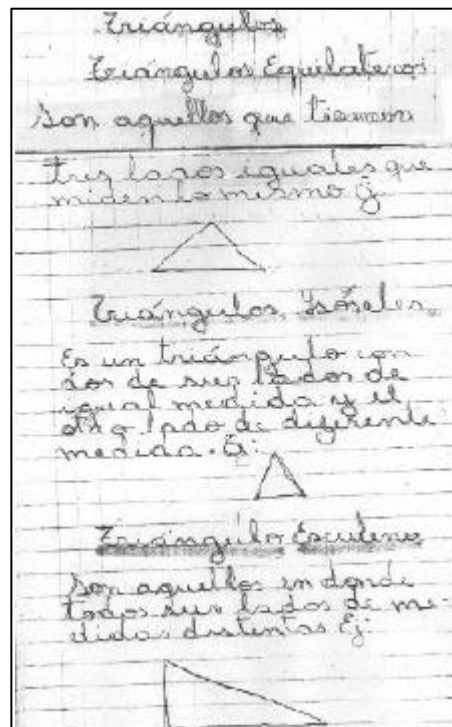 Triángulos
Triángulos Equilateros
Son aquellos que tienen
tres lados iguales que
miden lo mismo Ej.
Triángulos Isóseles
Es un triángulo con
dos de sus lados de
igual medida y el
otro lado de diferente
medida. Ej:
Triángulo Escaleno
Son aquellos en donde
todos sus lados de me-
didas distintas Ej: